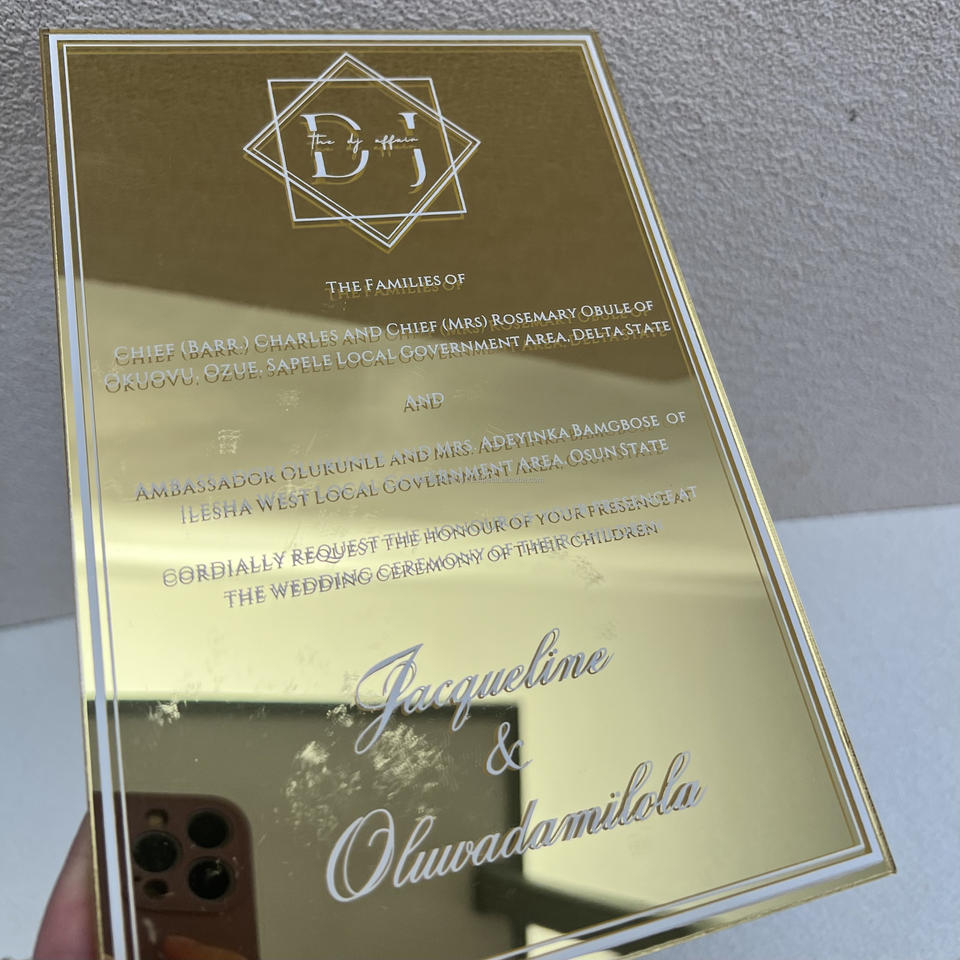 D J
the dj affair
THE FAMILIES OF
CHIEF (BARR.) CHARLES AND CHIEF (MRS) ROSEMARY OBULE OF
OKUOVU, OZUE, SAPELE LOCAL GOVERNMENT AREA, DELTA STATE
AND
AMBASSADOR OLUKUNLE AND MRS. ADEYINKA BAMGBOSE OF
ILESHA WEST LOCAL GOVERNMENT AREA OSUN STATE
CORDIALLY REQUEST THE HONOUR OF YOUR PRESENCE AT
THE WEDDING CEREMONY OF THEIR CHILDREN
Jacqueline
&
Oluwadamilola